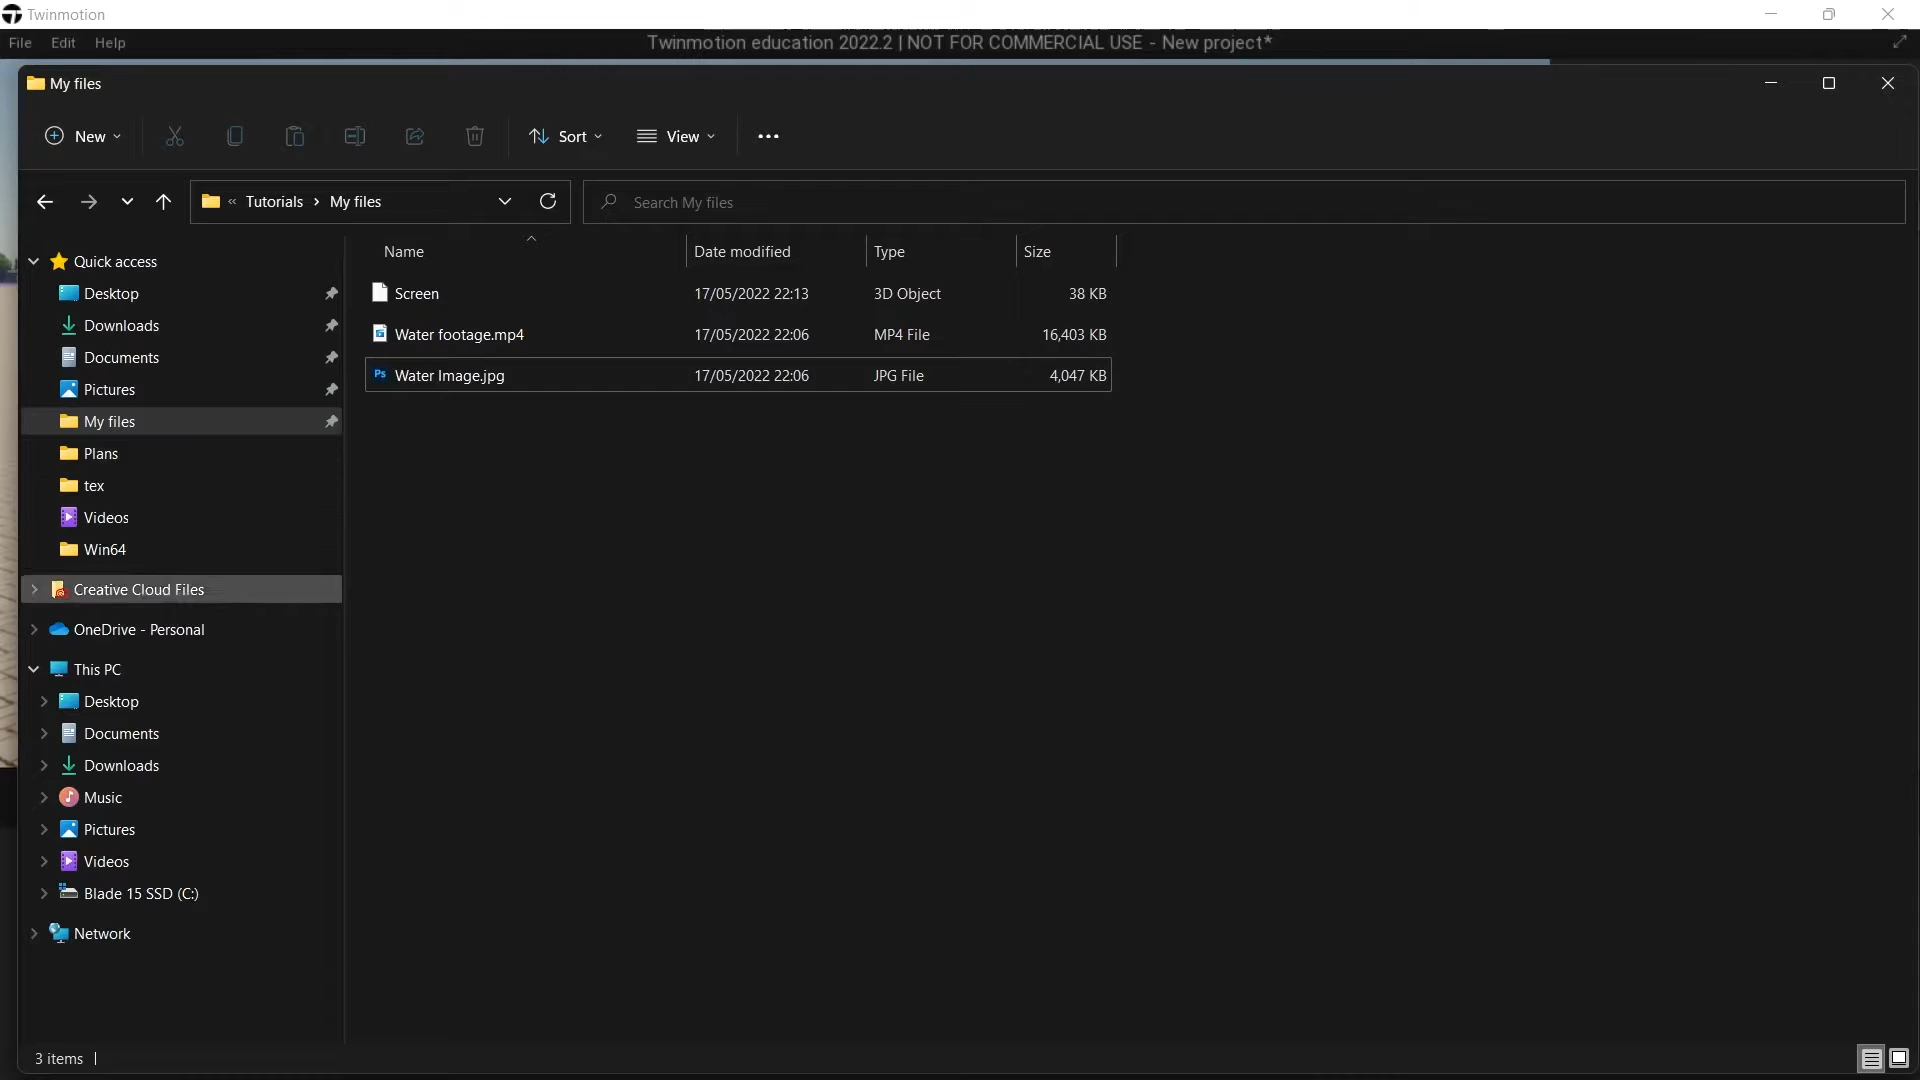 Twinmotion
File Edit Help
Twinmotion education 2022.2 | NOT FOR COMMERCIAL USE - New project*
My files
New
Sort
View
« Tutorials > My files
Search My files
Name Date modified Type Size
Screen 17/05/2022 22:13 3D Object 38 KB
Water footage.mp4 17/05/2022 22:06 MP4 File 16,403 KB
Ps Water Image.jpg 17/05/2022 22:06 JPG File 4,047 KB
Quick access
Desktop
Downloads
Documents
Pictures
My files
Plans
tex
Videos
Win64
Creative Cloud Files
OneDrive - Personal
This PC
Desktop
Documents
Downloads
Music
Pictures
Videos
Blade 15 SSD (C:)
Network
3 items